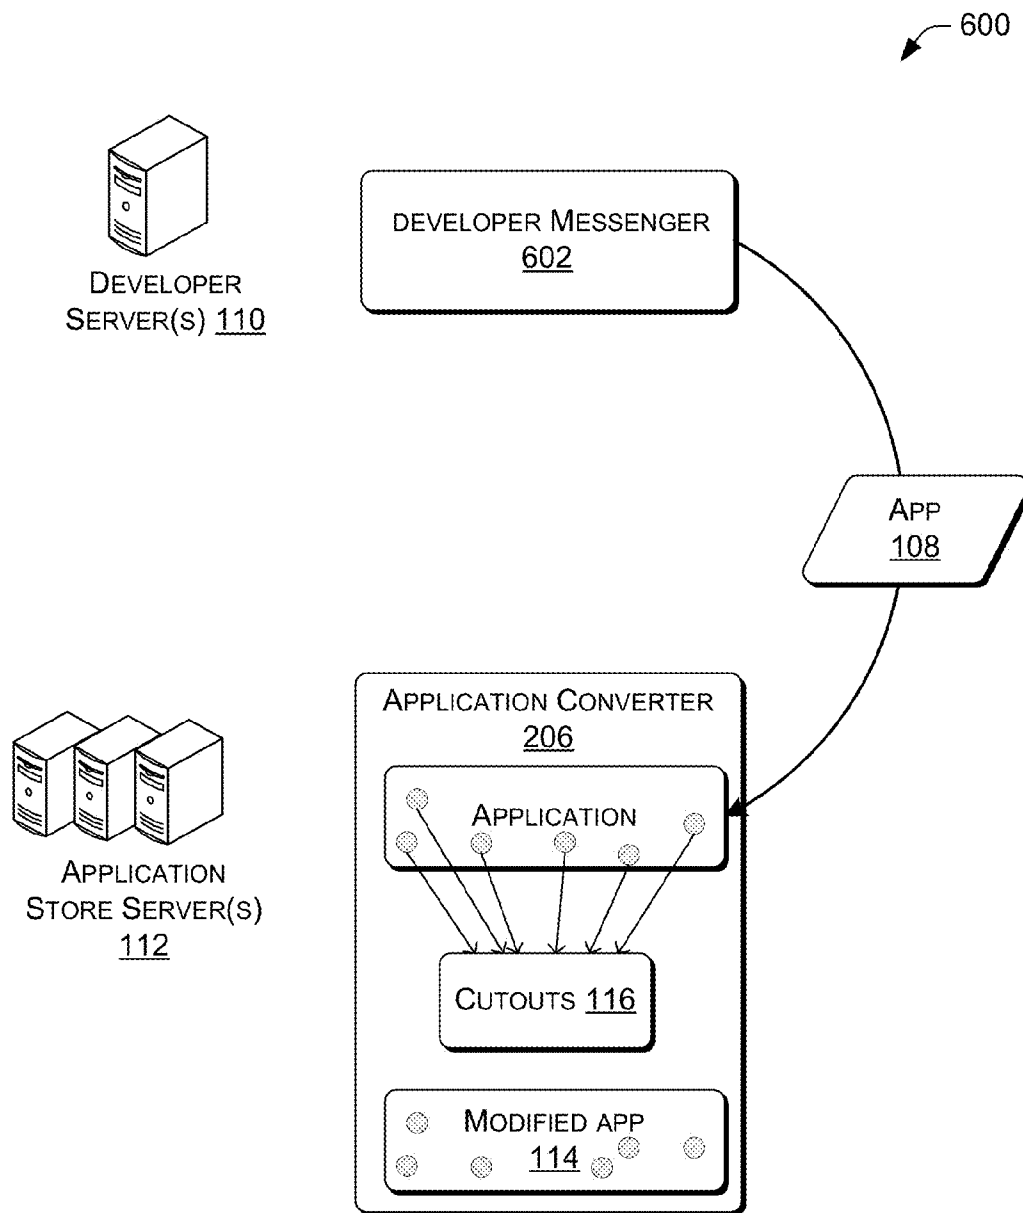 600
DEVELOPER MESSENGER
602
DEVELOPER
SERVER(S) 110
APP
108
APPLICATION CONVERTER
206
APPLICATION
APPLICATION
STORE SERVER(S)
112
CUTOUTS 116
MODIFIED APP
114